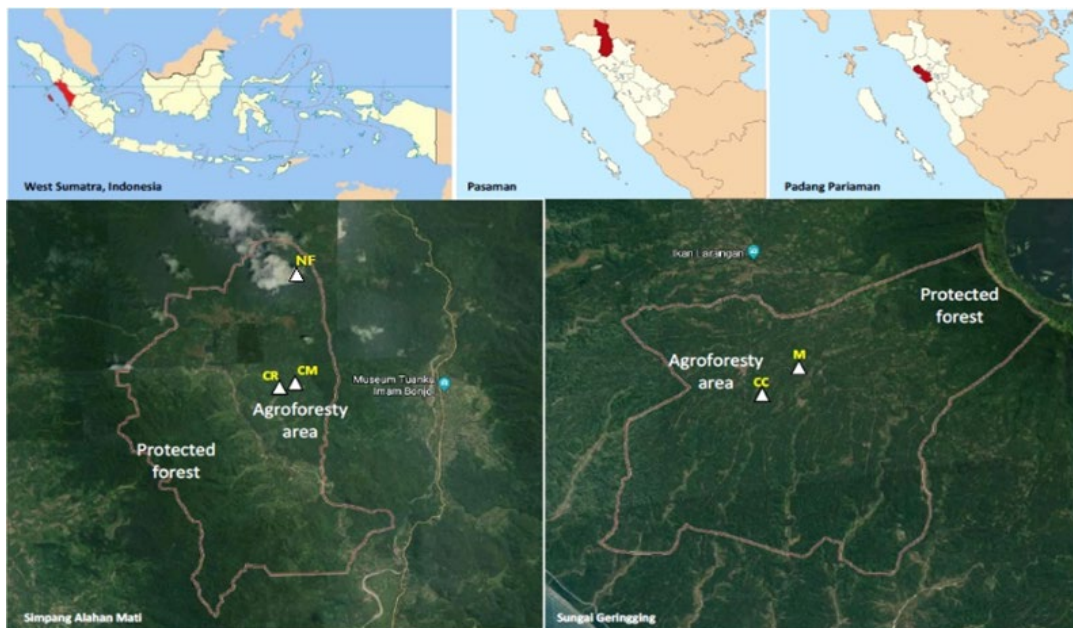 West Sumatra, Indonesia
Pasaman
Padang Pariaman
NF
CR
CM
Museum Tuanku
Imam Bonjol
Agroforesty
area
Protected
forest
Simpang Alahan Mati
Ikan Larangan
Protected
forest
M
Agroforesty
area
CC
Sungai Geringging